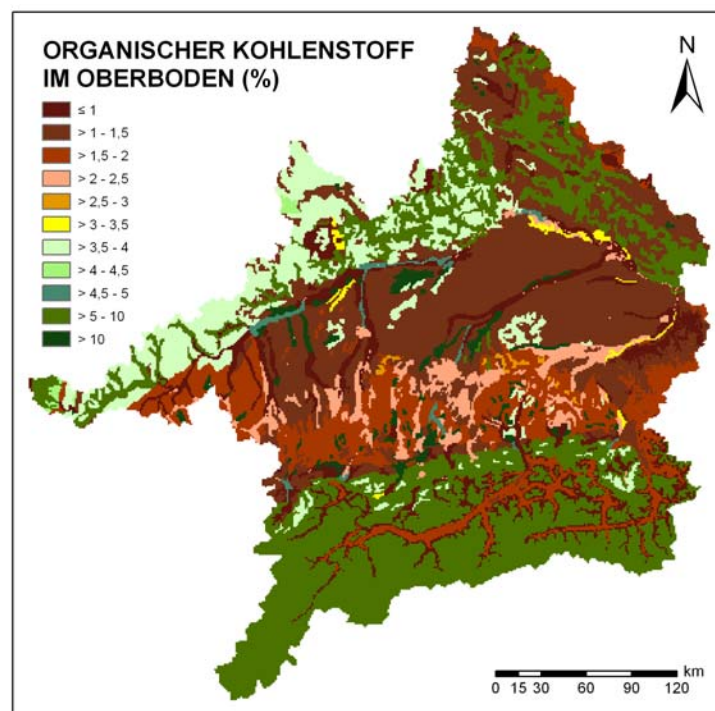 ORGANISCHER KOHLENSTOFF
IM OBERBODEN (%)
N
≤ 1
> 1 - 1,5
> 1,5 - 2
> 2 - 2,5
> 2,5 - 3
> 3 - 3,5
> 3,5 - 4
> 4 - 4,5
> 4,5 - 5
> 5 - 10
> 10
km
0 15 30 60 90 120